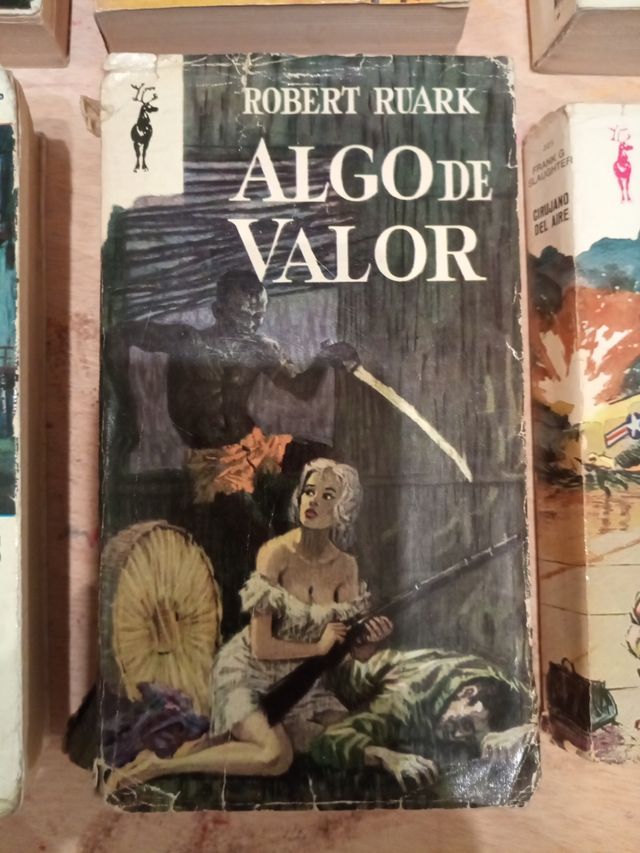 ROBERT RUARK
ALGO DE
VALOR
FRANK G.
SLAUGHTER
CIRUJANO
DEL AIRE